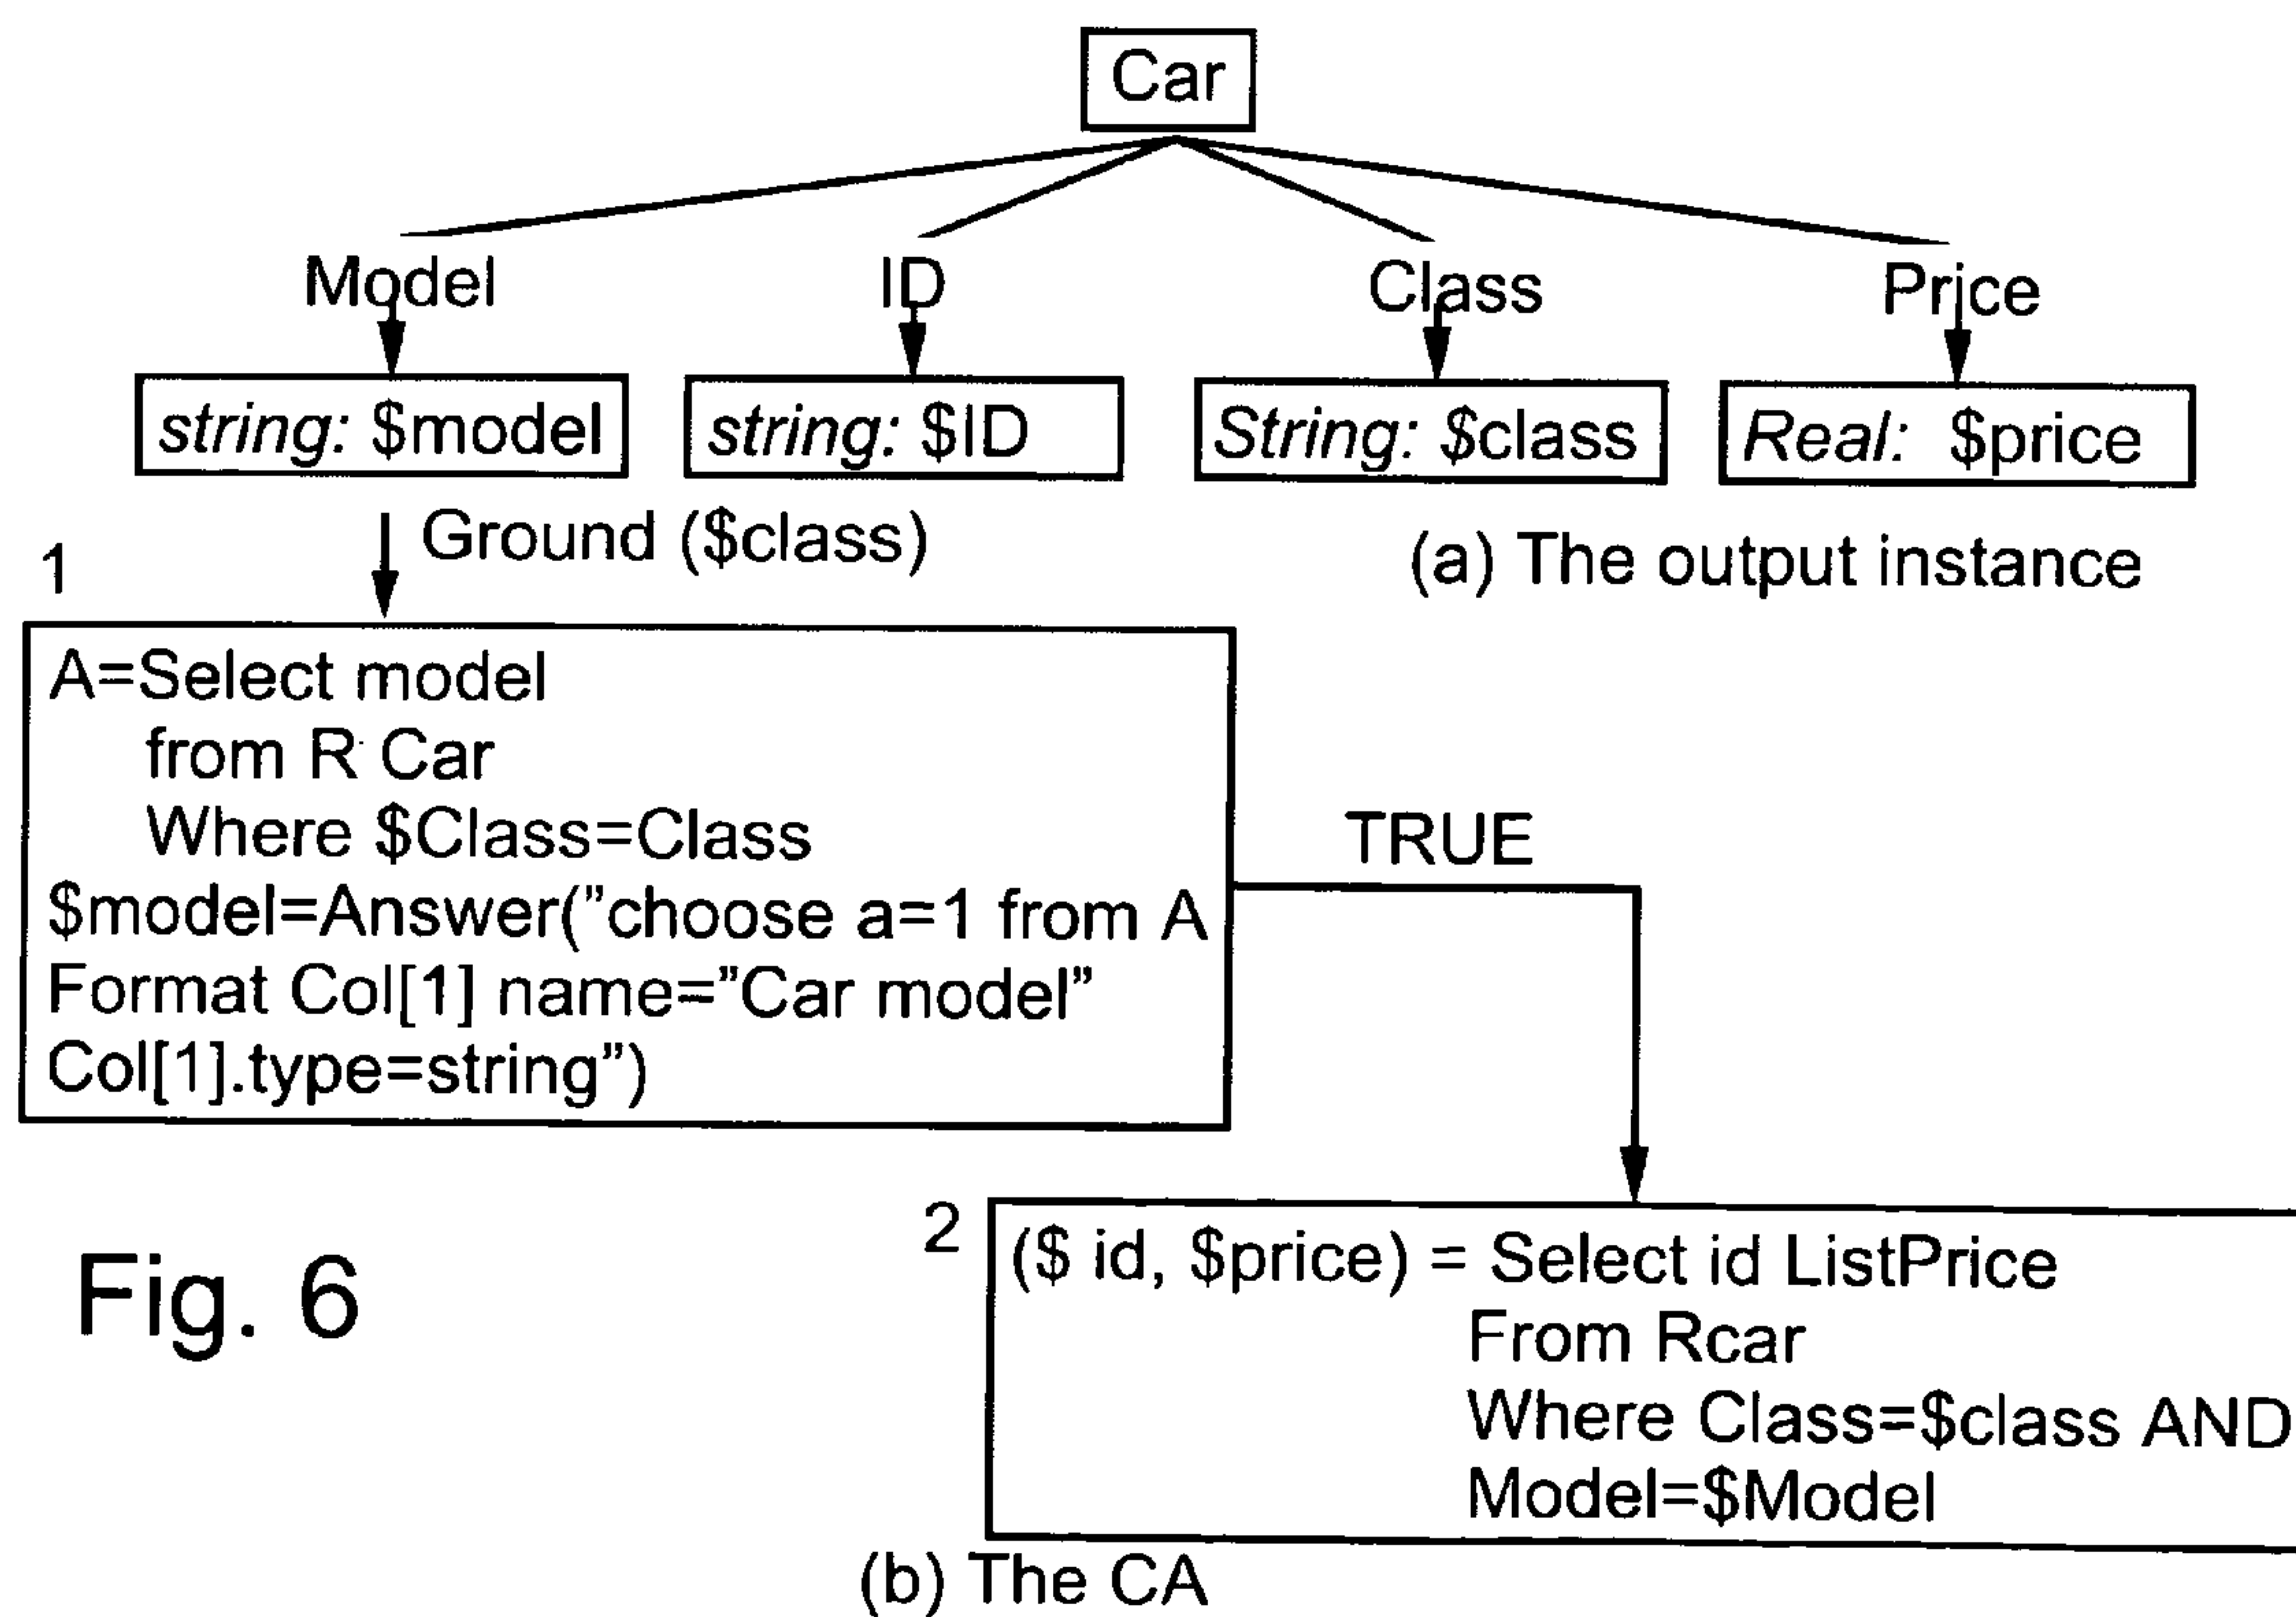 Car
Model ID Class Price
string: $model string: $ID String: $class Real: $price
Ground ($class)
(a) The output instance
1
A=Select model
from R Car
Where $Class=Class
$model=Answer("choose a=1 from A
Format Col[1] name="Car model"
Col[1].type=string")
TRUE
2
($ id, $price) = Select id ListPrice
From Rcar
Where Class=$class AND
Model=$Model
Fig. 6
(b) The CA